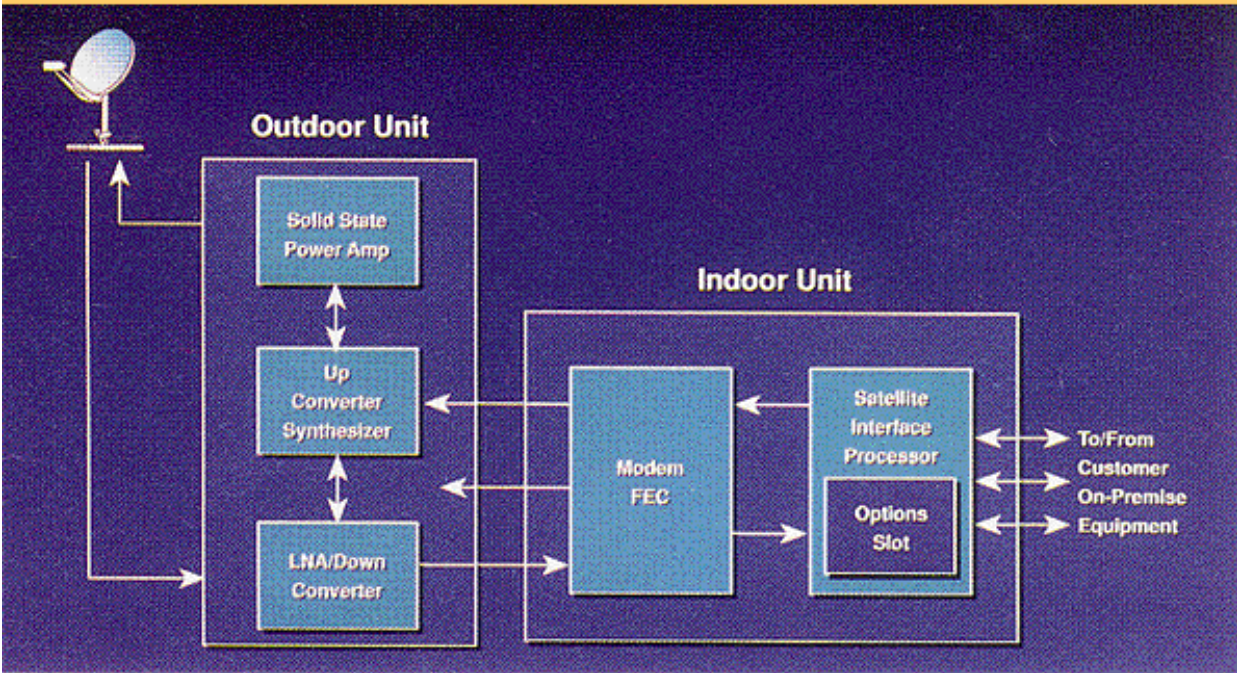 Outdoor Unit
Solid State
Power Amp
Up
Converter
Synthesizer
LNA/Down
Converter
Indoor Unit
Modem
FEC
Satellite
Interface
Processor
Options
Slot
To/From
Customer
On-Premise
Equipment